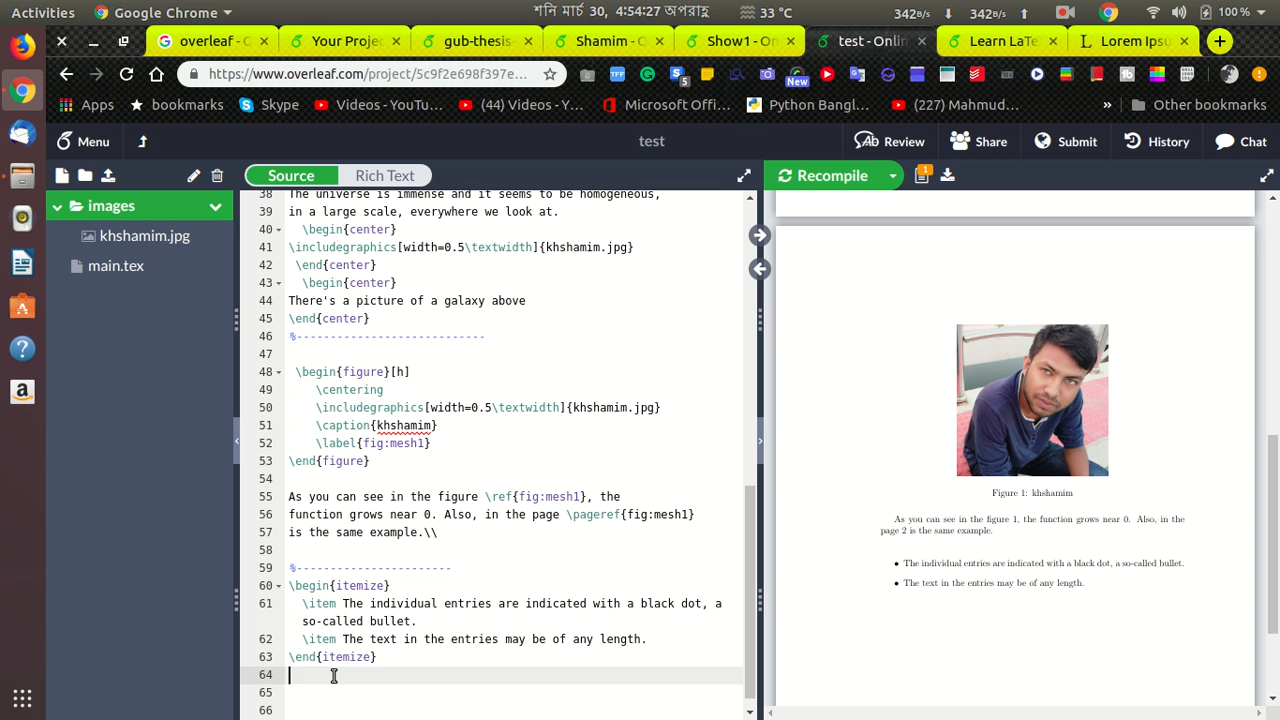 Activities Google Chrome শনি মার্চ 30, 4:54:27 অপরাহ্ণ 33 °C 342B/s 342B/s 100 %
overleaf - G Your Projec gub-thesis- Shamim - O Show1 - On test - Onlin Learn LaTe Lorem Ipsu
https://www.overleaf.com/project/5c9f2e698f397e... TFF S 5 New tb
Apps bookmarks Skype Videos - YouTu... (44) Videos - Y... Microsoft Offi... Python Bangl... (227) Mahmud... » Other bookmarks
Menu test Review Share Submit History Chat
Source Rich Text Recompile 1
images
khshamim.jpg
main.tex
38 The universe is immense and it seems to be homogeneous,
39 in a large scale, everywhere we look at.
40 \begin{center}
41 \includegraphics[width=0.5\textwidth]{khshamim.jpg}
42 \end{center}
43 \begin{center}
44 There's a picture of a galaxy above
45 \end{center}
46 %----------------------------
47
48 \begin{figure}[h]
49 \centering
50 \includegraphics[width=0.5\textwidth]{khshamim.jpg}
51 \caption{khshamim}
52 \label{fig:mesh1}
53 \end{figure}
54
55 As you can see in the figure \ref{fig:mesh1}, the
56 function grows near 0. Also, in the page \pageref{fig:mesh1}
57 is the same example.\\
58
59 %-----------------------
60 \begin{itemize}
61 \item The individual entries are indicated with a black dot, a
so-called bullet.
62 \item The text in the entries may be of any length.
63 \end{itemize}
64
65
66
Figure 1: khshamim
As you can see in the figure 1, the function grows near 0. Also, in the
page 2 is the same example.
• The individual entries are indicated with a black dot, a so-called bullet.
• The text in the entries may be of any length.